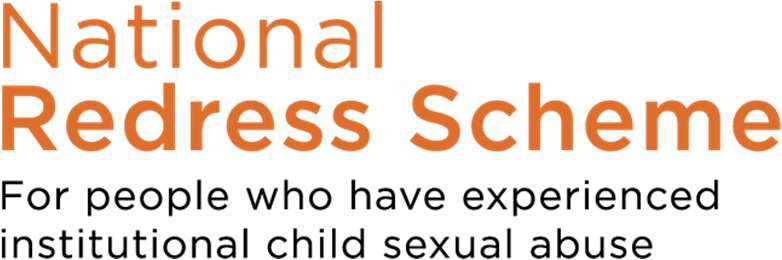 National
Redress Scheme
For people who have experienced
institutional child sexual abuse